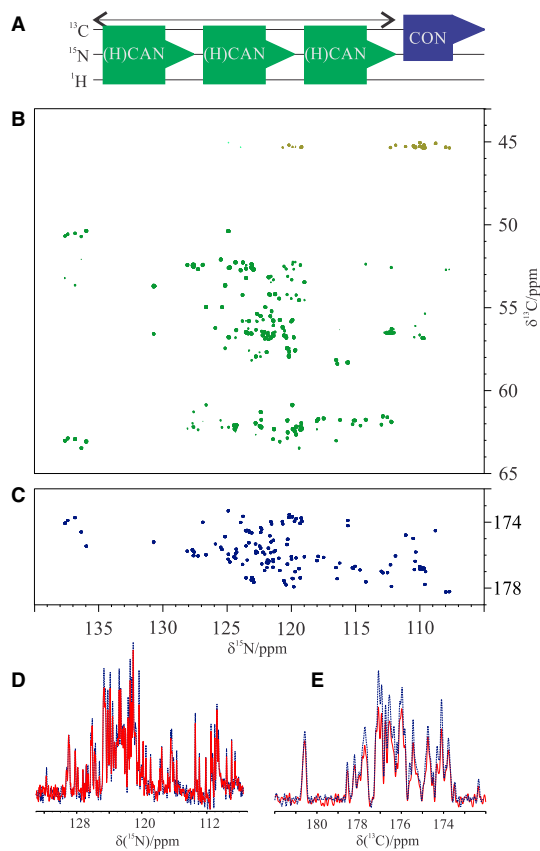 A
¹³C
¹⁵N
¹H
(H)CAN (H)CAN (H)CAN CON
B
45
50
55
60
65
δ¹³C/ppm
C
174
178
135 130 125 120 115 110
δ¹⁵N/ppm
D
128 120 112
δ(¹⁵N)/ppm
E
180 178 176 174
δ(¹³C)/ppm